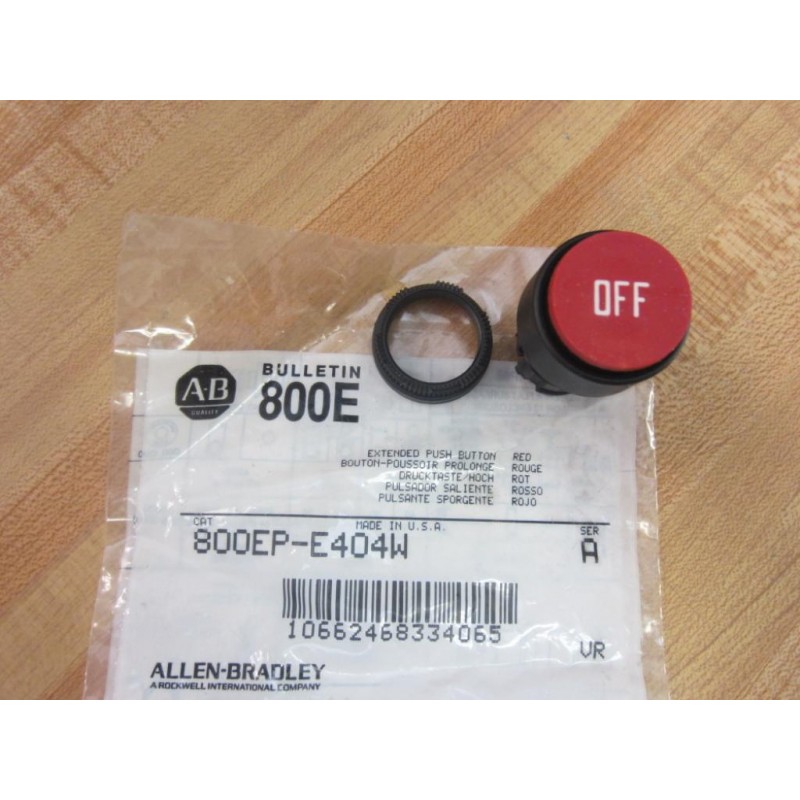 OFF
A-B
QUALITY
BULLETIN
800E
EXTENDED PUSH BUTTON RED
BOUTON-POUSSOIR PROLONGE ROUGE
DRUCKTASTE/HOCH ROT
PULSADOR SALIENTE ROSSO
PULSANTE SPORGENTE ROJO
CAT MADE IN U.S.A. SER
800EP-E404W A
10662468334065
VR
ALLEN-BRADLEY
A ROCKWELL INTERNATIONAL COMPANY